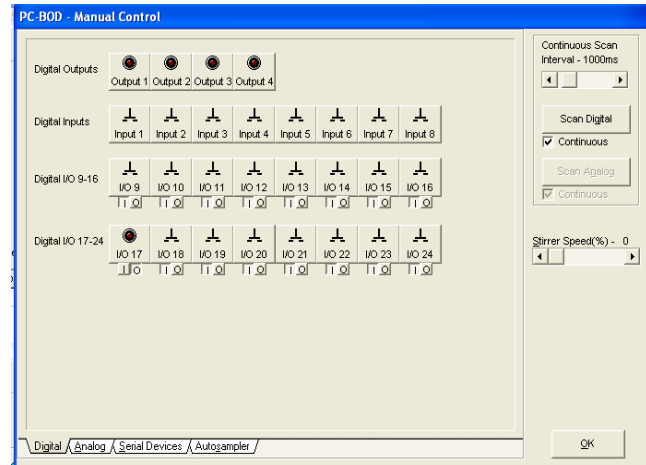 PC-BOD - Manual Control
Digital Outputs
Output 1 Output 2 Output 3 Output 4
Digital Inputs
Input 1 Input 2 Input 3 Input 4 Input 5 Input 6 Input 7 Input 8
Digital I/O 9-16
I/O 9 I/O 10 I/O 11 I/O 12 I/O 13 I/O 14 I/O 15 I/O 16
I O I O I O I O I O I O I O I O
Digital I/O 17-24
I/O 17 I/O 18 I/O 19 I/O 20 I/O 21 I/O 22 I/O 23 I/O 24
I O I O I O I O I O I O I O I O
Continuous Scan
Interval - 1000ms
Scan Digital
Continuous
Scan Analog
Continuous
Stirrer Speed(%) - 0
Digital Analog Serial Devices Autosampler
OK